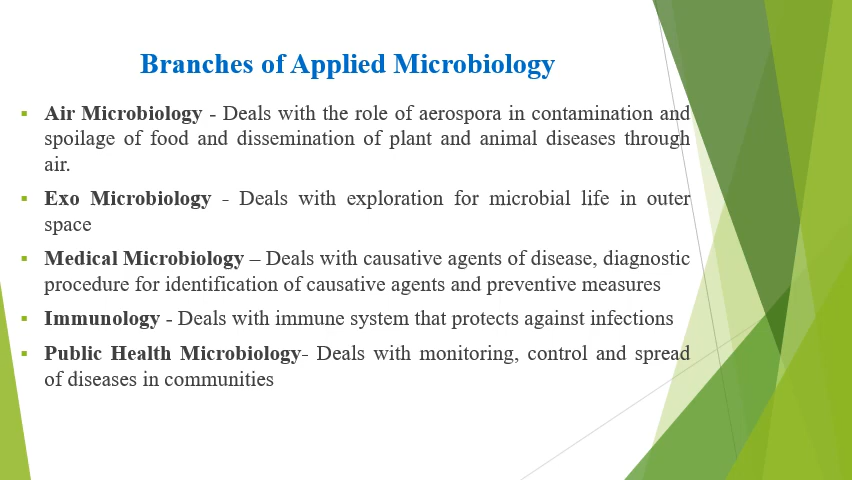 Branches of Applied Microbiology
▪ Air Microbiology - Deals with the role of aerospora in contamination and
spoilage of food and dissemination of plant and animal diseases through
air.
▪ Exo Microbiology - Deals with exploration for microbial life in outer
space
▪ Medical Microbiology – Deals with causative agents of disease, diagnostic
procedure for identification of causative agents and preventive measures
▪ Immunology - Deals with immune system that protects against infections
▪ Public Health Microbiology- Deals with monitoring, control and spread
of diseases in communities